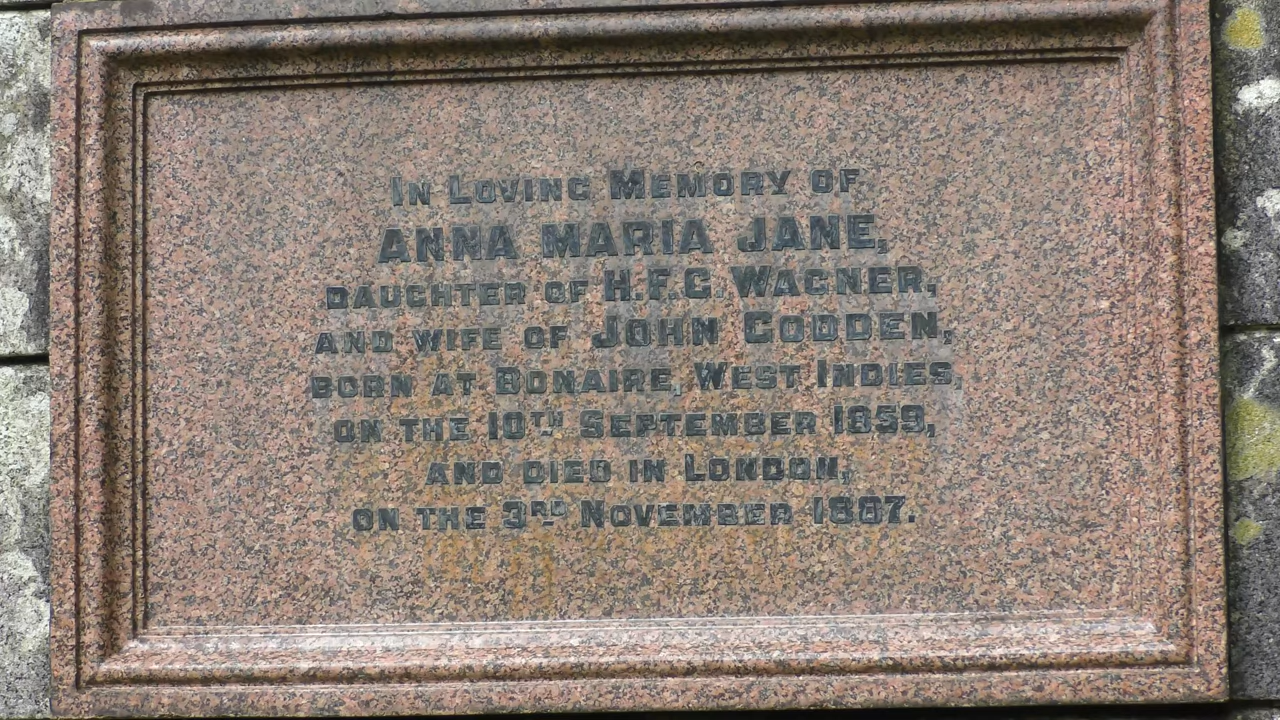 In Loving Memory of
ANNA MARIA JANE,
DAUGHTER OF H.F.G. WAGNER,
AND WIFE OF JOHN GODDEN,
BORN AT BONAIRE, WEST INDIES,
ON THE 10TH SEPTEMBER 1859,
AND DIED IN LONDON,
ON THE 3RD NOVEMBER 1887.